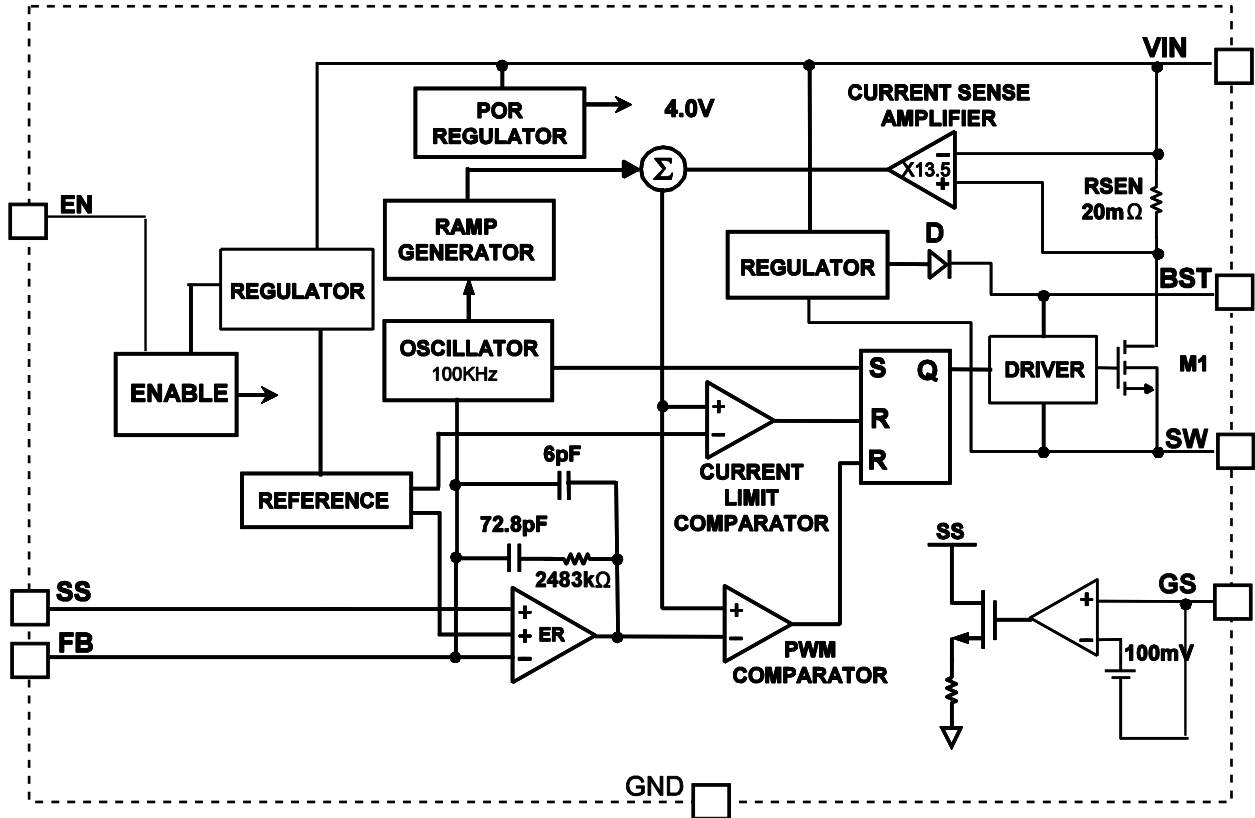 VIN
POR
REGULATOR
4.0V
CURRENT SENSE
AMPLIFIER
Σ
X13.5
−
+
RSEN
20mΩ
EN
RAMP
GENERATOR
REGULATOR
REGULATOR
D
BST
ENABLE
OSCILLATOR
100KHz
S
Q
R
R
DRIVER
M1
SW
+
−
CURRENT
LIMIT
COMPARATOR
REFERENCE
6pF
72.8pF
2483kΩ
SS
FB
+
+
−
ER
+
−
PWM
COMPARATOR
SS
GS
+
−
100mV
GND